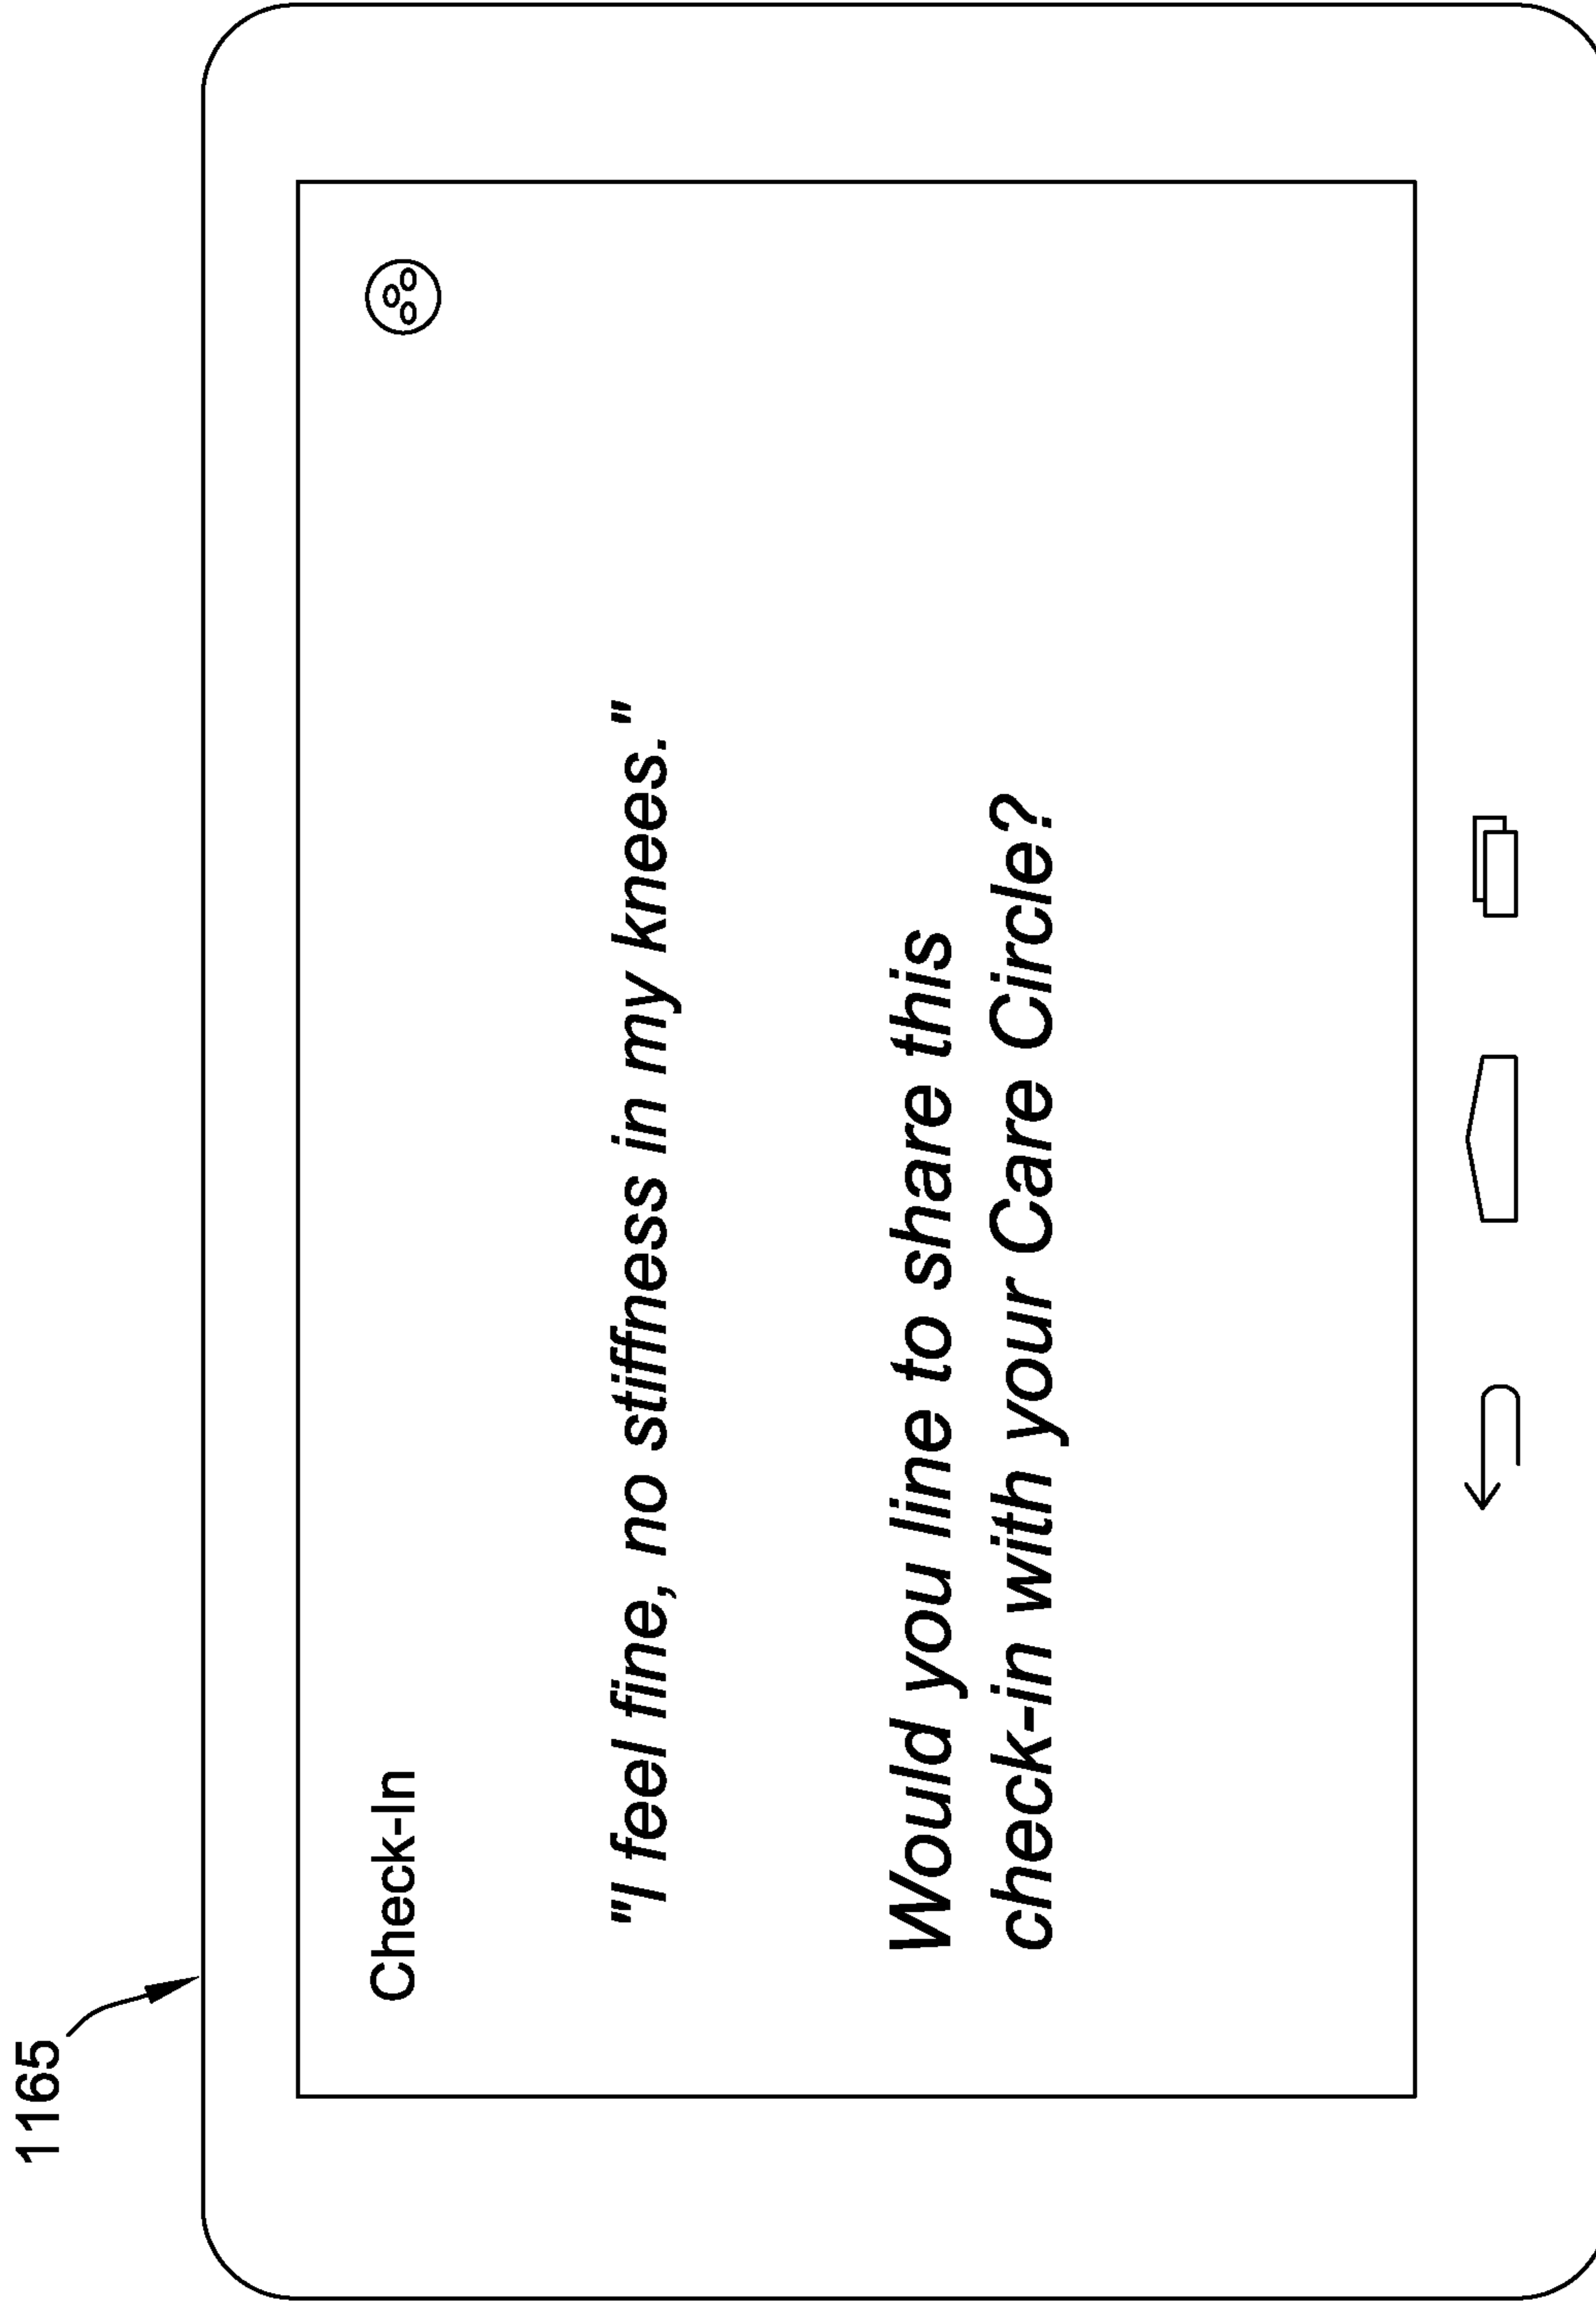 1165
Check-In
"I feel fine, no stiffness in my knees."
Would you line to share this
check-in with your Care Circle?